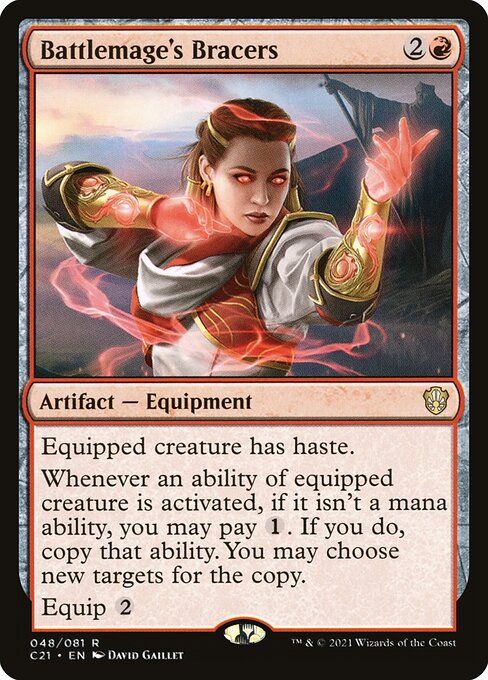 Battlemage's Bracers 2
Artifact — Equipment
Equipped creature has haste.
Whenever an ability of equipped
creature is activated, if it isn't a mana
ability, you may pay 1. If you do,
copy that ability. You may choose
new targets for the copy.
Equip 2
048/081 R
C21 • EN DAVID GAILLET
™ & © 2021 Wizards of the Coast